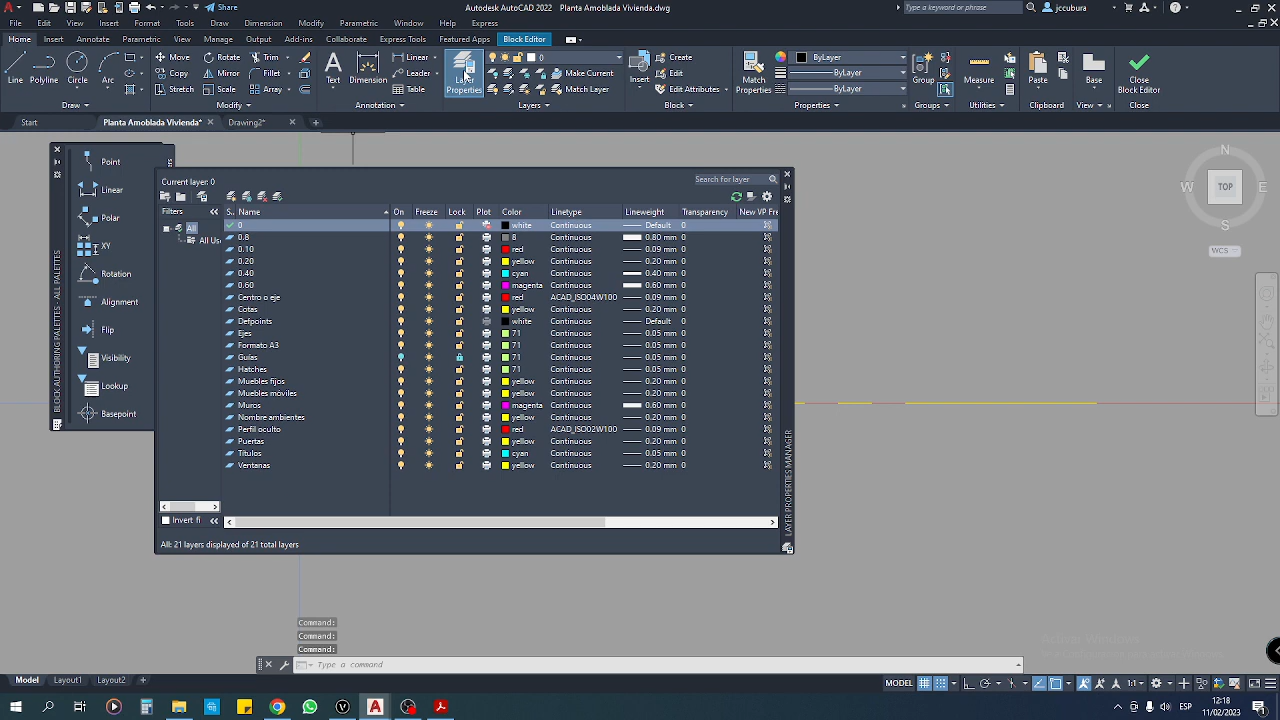 Share
Autodesk AutoCAD 2022 Planta Amoblada Vivienda.dwg
Type a keyword or phrase
jccubura
File Edit View Insert Format Tools Draw Dimension Modify Parametric Window Help Express
Home Insert Annotate Parametric View Manage Output Add-ins Collaborate Express Tools Featured Apps Block Editor
Line Polyline Circle Arc
Move Rotate Trim
Copy Mirror Fillet
Stretch Scale Array
Text Dimension
Linear
Leader
Table
Layer Properties
0
Make Current
Match Layer
Insert
Create
Edit
Edit Attributes
Match Properties
ByLayer
ByLayer
ByLayer
Group Measure Paste Base
Close Block Editor
Draw Modify Annotation Layers Block Properties Groups Utilities Clipboard View Close
Start Planta Amoblada Vivienda* Drawing2*
Point
Linear
Polar
XY
Rotation
Alignment
Flip
Visibility
Lookup
Basepoint
BLOCK AUTHORING PALETTES - ALL PALETTES
Current layer: 0
Search for layer
Filters
All
All Us
Invert fi
S.. Name On Freeze Lock Plot Color Linetype Lineweight Transparency New VP Fre
0 white Continuous Default 0
0.8 8 Continuous 0.80 mm 0
0.10 red Continuous 0.09 mm 0
0.20 yellow Continuous 0.20 mm 0
0.40 cyan Continuous 0.40 mm 0
0.60 magenta Continuous 0.60 mm 0
Centro o eje red ACAD_ISO04W100 0.09 mm 0
Cotas yellow Continuous 0.20 mm 0
Defpoints white Continuous Default 0
Ejes 71 Continuous 0.05 mm 0
Formato A3 71 Continuous 0.05 mm 0
Guías 71 Continuous 0.05 mm 0
Hatches 71 Continuous 0.05 mm 0
Muebles fijos yellow Continuous 0.20 mm 0
Muebles móviles yellow Continuous 0.20 mm 0
Muros magenta Continuous 0.60 mm 0
Nombre ambientes yellow Continuous 0.20 mm 0
Perfil oculto red ACAD_ISO02W100 0.09 mm 0
Puertas yellow Continuous 0.20 mm 0
Títulos cyan Continuous 0.05 mm 0
Ventanas yellow Continuous 0.20 mm 0
All: 21 layers displayed of 21 total layers
LAYER PROPERTIES MANAGER
N
W TOP E
S
WCS
Command:
Command:
Command:
Type a command
Activar Windows
Model Layout1 Layout2
MODEL
1:1
ESP
12:18
11/02/2023